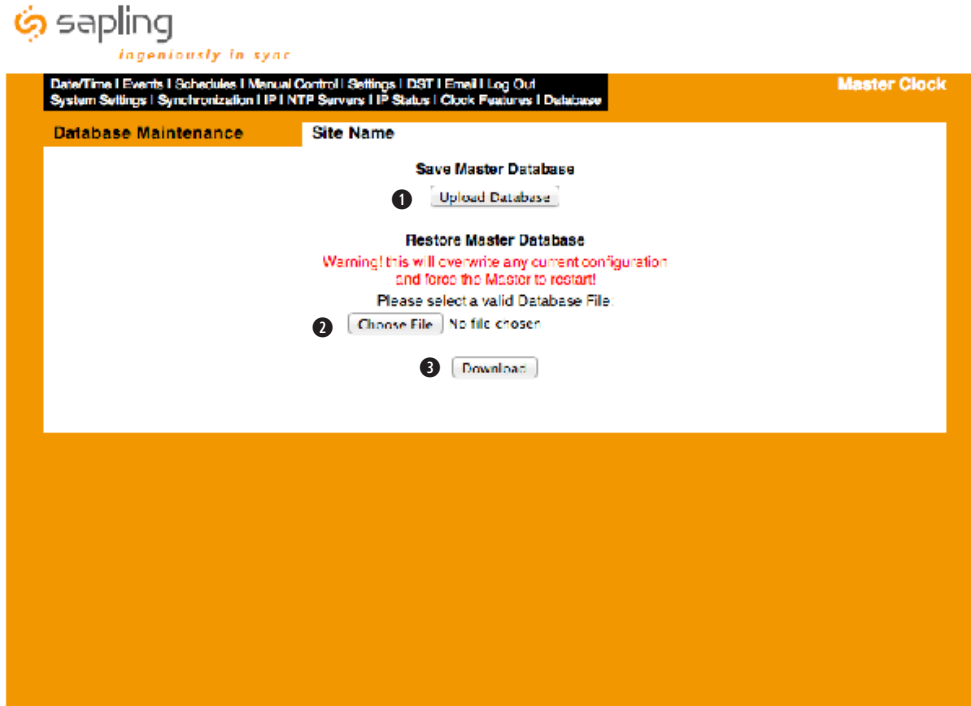 sapling
ingeniously in sync
Date/Time I Events I Schedules I Manual Control I Settings I DST I Email I Log Out
System Settings I Synchronization I IP I NTP Servers I IP Status I Clock Features I Database
Master Clock
Database Maintenance
Site Name
Save Master Database
1 Upload Database
Restore Master Database
Warning! this will overwrite any current configuration
and force the Master to restart!
Please select a valid Database File:
2 Choose File No file chosen
3 Download